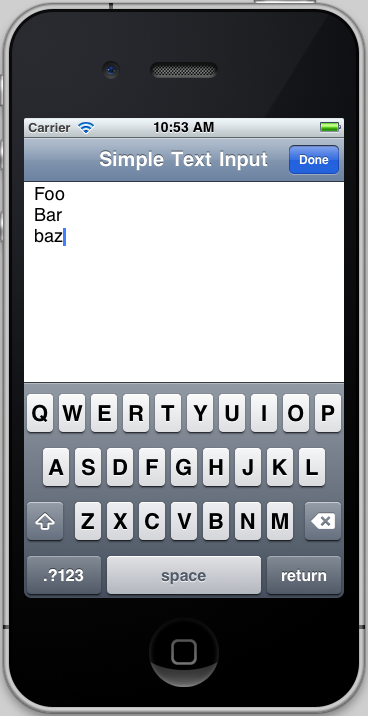 Carrier 10:53 AM
Simple Text Input Done
Foo
Bar
baz
Q W E R T Y U I O P
A S D F G H J K L
Z X C V B N M
.?123 space return